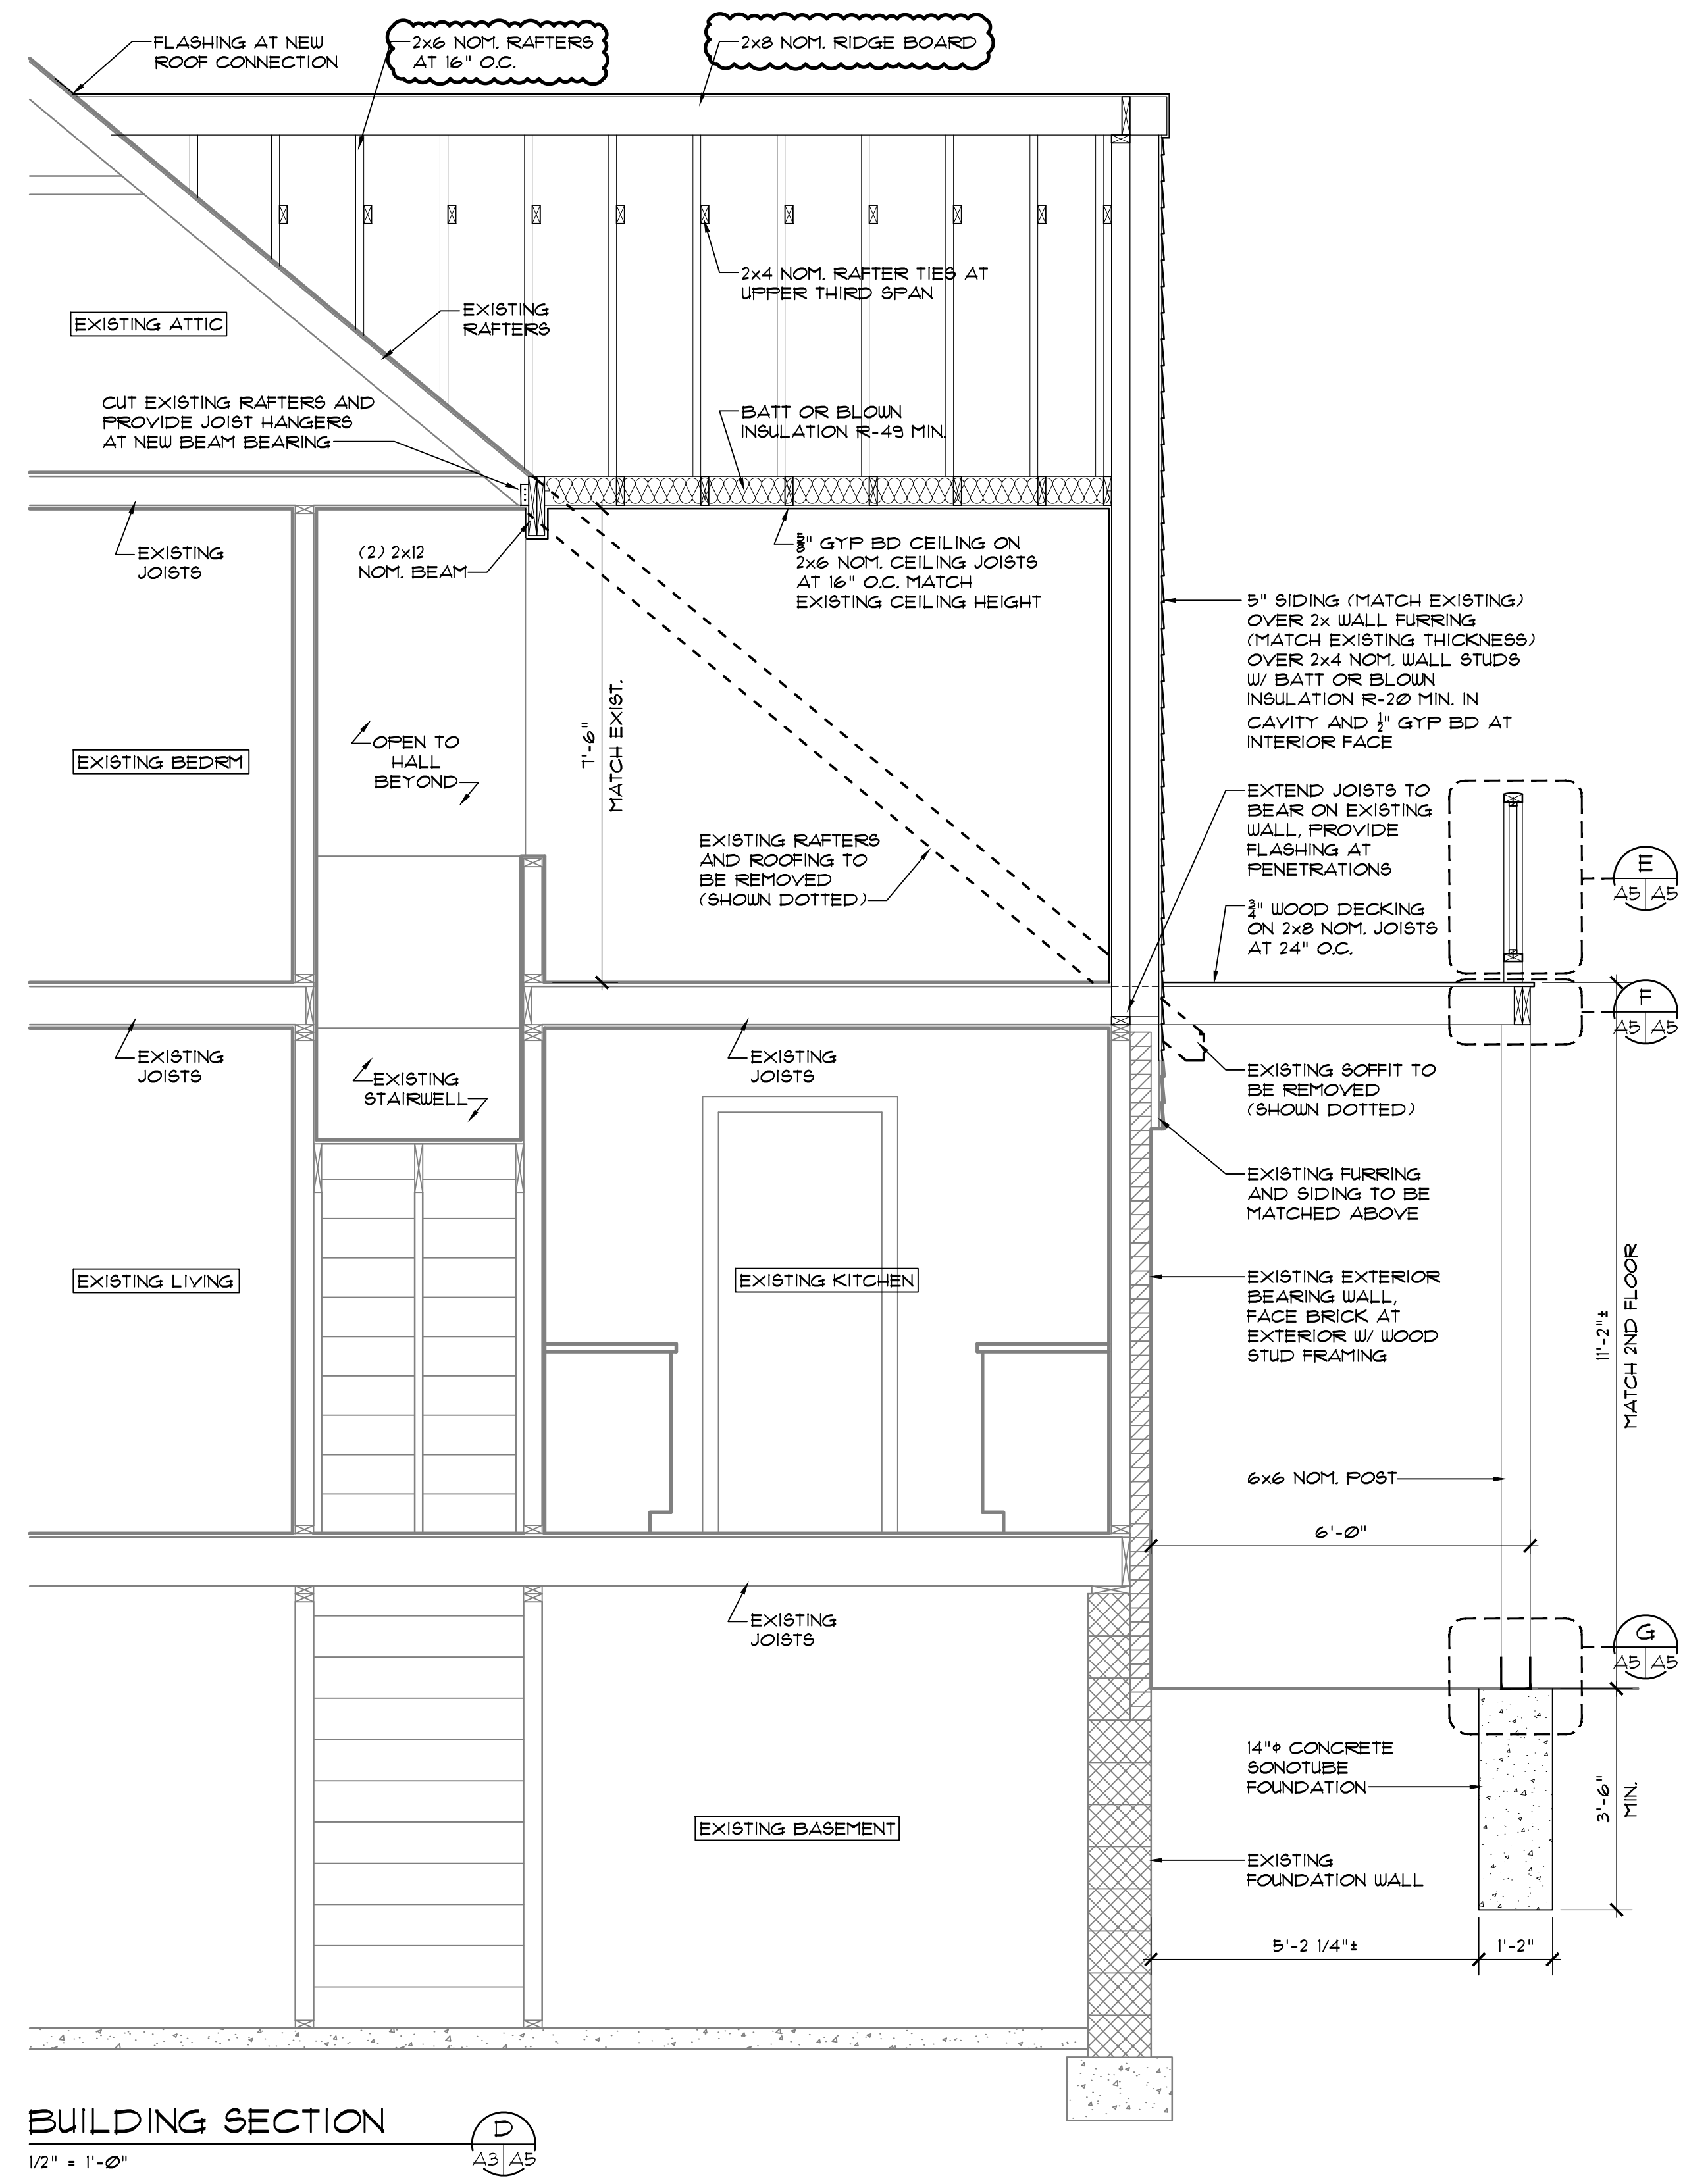 FLASHING AT NEW
ROOF CONNECTION
2x6 NOM. RAFTERS
AT 16" O.C.
2x8 NOM. RIDGE BOARD
2x4 NOM. RAFTER TIES AT
UPPER THIRD SPAN
EXISTING
RAFTERS
EXISTING ATTIC
CUT EXISTING RAFTERS AND
PROVIDE JOIST HANGERS
AT NEW BEAM BEARING
BATT OR BLOWN
INSULATION R-49 MIN.
EXISTING
JOISTS
(2) 2x12
NOM. BEAM
5/8" GYP BD CEILING ON
2x6 NOM. CEILING JOISTS
AT 16" O.C. MATCH
EXISTING CEILING HEIGHT
5" SIDING (MATCH EXISTING)
OVER 2x WALL FURRING
(MATCH EXISTING THICKNESS)
OVER 2x4 NOM. WALL STUDS
W/ BATT OR BLOWN
INSULATION R-20 MIN. IN
CAVITY AND 1/2" GYP BD AT
INTERIOR FACE
7'-6"
MATCH EXIST.
EXISTING BEDRM
OPEN TO
HALL
BEYOND
EXISTING RAFTERS
AND ROOFING TO
BE REMOVED
(SHOWN DOTTED)
EXTEND JOISTS TO
BEAR ON EXISTING
WALL, PROVIDE
FLASHING AT
PENETRATIONS
E
A5 A5
3/4" WOOD DECKING
ON 2x8 NOM. JOISTS
AT 24" O.C.
F
A5 A5
EXISTING
JOISTS
EXISTING
STAIRWELL
EXISTING
JOISTS
EXISTING SOFFIT TO
BE REMOVED
(SHOWN DOTTED)
EXISTING FURRING
AND SIDING TO BE
MATCHED ABOVE
EXISTING LIVING
EXISTING KITCHEN
EXISTING EXTERIOR
BEARING WALL,
FACE BRICK AT
EXTERIOR W/ WOOD
STUD FRAMING
11'-2"±
MATCH 2ND FLOOR
6x6 NOM. POST
6'-0"
EXISTING
JOISTS
G
A5 A5
14"ϕ CONCRETE
SONOTUBE
FOUNDATION
3'-6"
MIN.
EXISTING BASEMENT
EXISTING
FOUNDATION WALL
5'-2 1/4"±
1'-2"
BUILDING SECTION
1/2" = 1'-0"
D
A3 A5